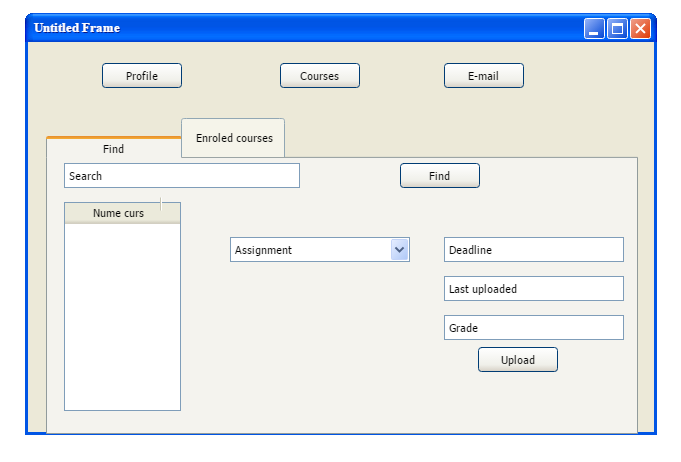 Untitled Frame
Profile
Courses
E-mail
Find
Enroled courses
Search
Find
Nume curs
Assignment
Deadline
Last uploaded
Grade
Upload